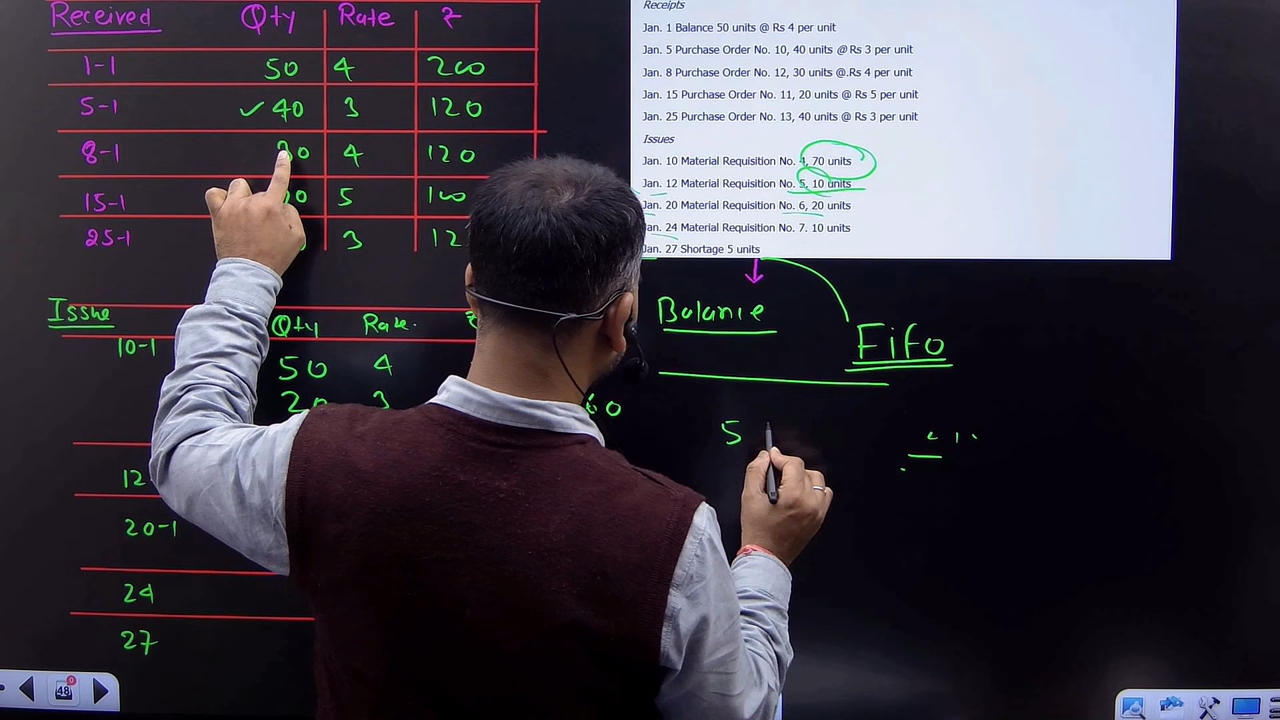 Received Qty Rate ₹
1-1 50 4 200
5-1 ✓ 40 3 120
8-1 4 120
15-1 5 100
25-1 3 12
Receipts
Jan. 1 Balance 50 units @ Rs 4 per unit
Jan. 5 Purchase Order No. 10, 40 units @ Rs 3 per unit
Jan. 8 Purchase Order No. 12, 30 units @.Rs 4 per unit
Jan. 15 Purchase Order No. 11, 20 units @ Rs 5 per unit
Jan. 25 Purchase Order No. 13, 40 units @ Rs 3 per unit
Issues
Jan. 10 Material Requisition No. 4, 70 units
Jan. 12 Material Requisition No. 5, 10 units
Jan. 20 Material Requisition No. 6, 20 units
Jan. 24 Material Requisition No. 7. 10 units
Jan. 27 Shortage 5 units
Issue Qty Rate. ₹
10-1 50 4
20 3 60
12
20-1
24
27
Balance
Fifo
5
48
0